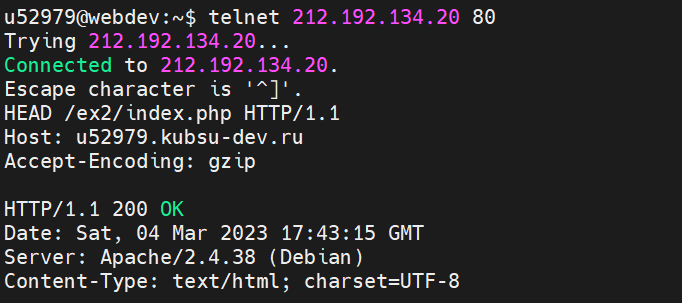 u52979@webdev:~$ telnet 212.192.134.20 80
Trying 212.192.134.20...
Connected to 212.192.134.20.
Escape character is '^]'.
HEAD /ex2/index.php HTTP/1.1
Host: u52979.kubsu-dev.ru
Accept-Encoding: gzip

HTTP/1.1 200 OK
Date: Sat, 04 Mar 2023 17:43:15 GMT
Server: Apache/2.4.38 (Debian)
Content-Type: text/html; charset=UTF-8